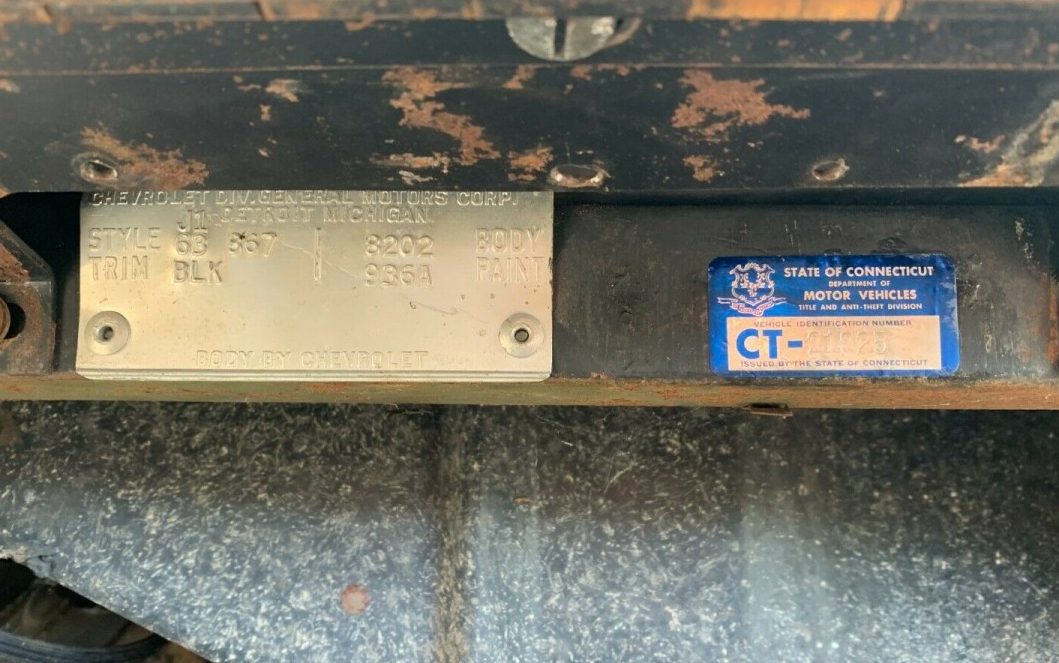 CHEVROLET DIV.GENERAL MOTORS CORP.
DETROIT MICHIGAN
J1
STYLE 63 867 8202 BODY
TRIM BLK 936A PAINT
BODY BY CHEVROLET
STATE OF CONNECTICUT
DEPARTMENT OF
MOTOR VEHICLES
TITLE AND ANTI-THEFT DIVISION
VEHICLE IDENTIFICATION NUMBER
CT-
ISSUED BY THE STATE OF CONNECTICUT